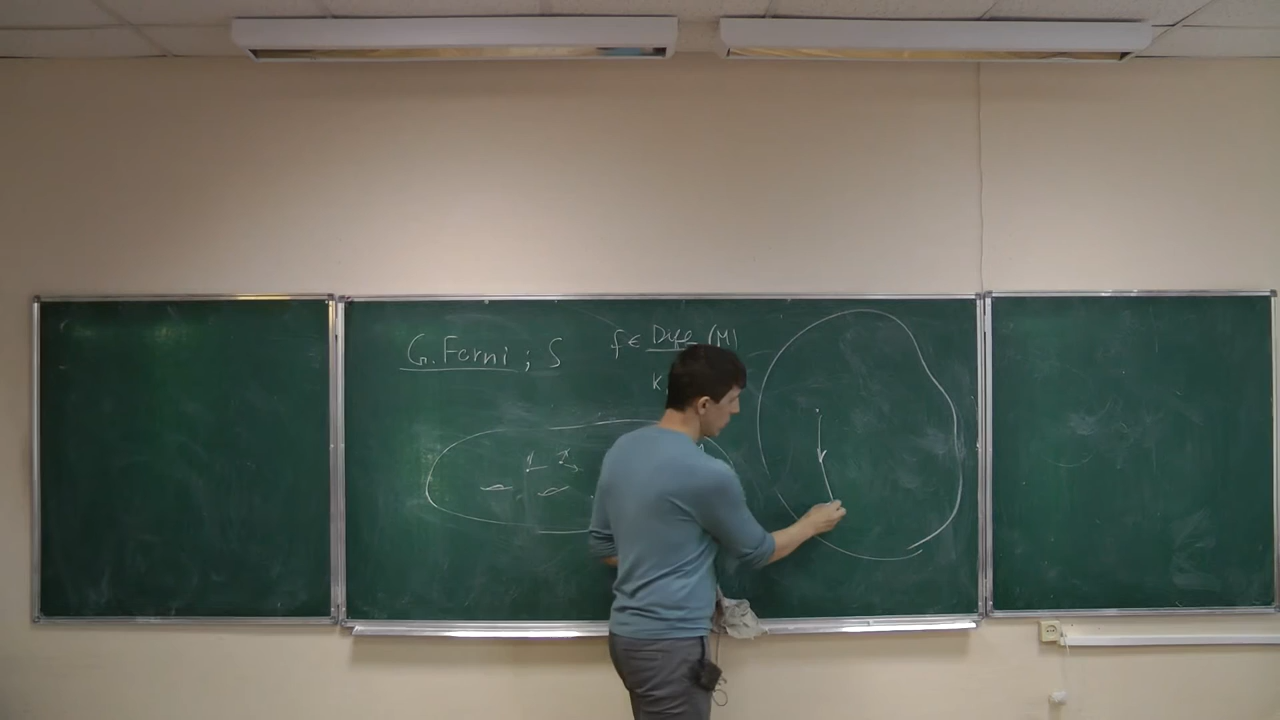 G. Forni ; S
f ∈ Diff (M)
k